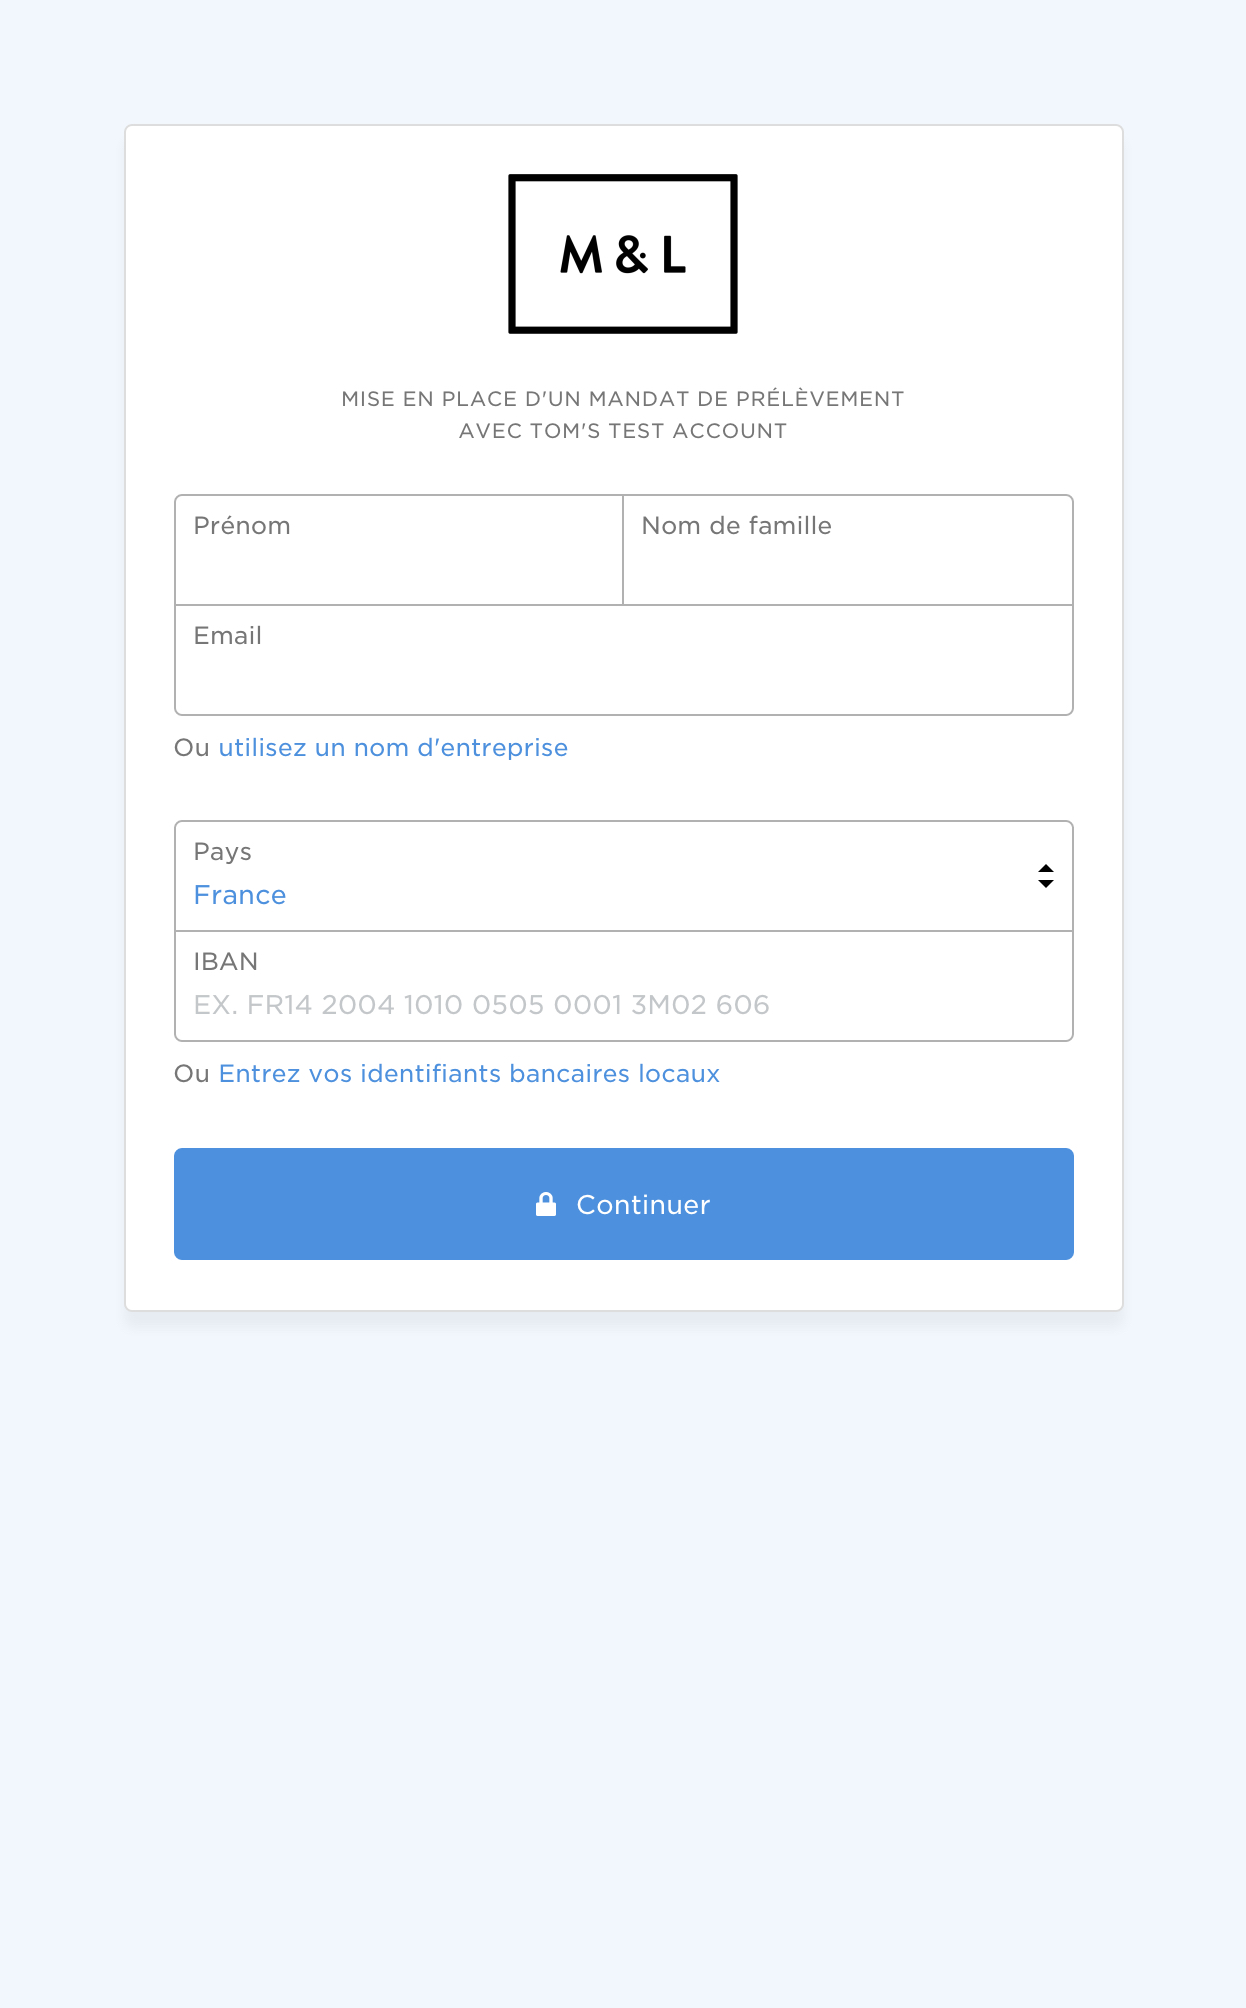 M & L
MISE EN PLACE D'UN MANDAT DE PRÉLÈVEMENT
AVEC TOM'S TEST ACCOUNT
Prénom
Nom de famille
Email
Ou utilisez un nom d'entreprise
Pays
France
IBAN
EX. FR14 2004 1010 0505 0001 3M02 606
Ou Entrez vos identifiants bancaires locaux
Continuer